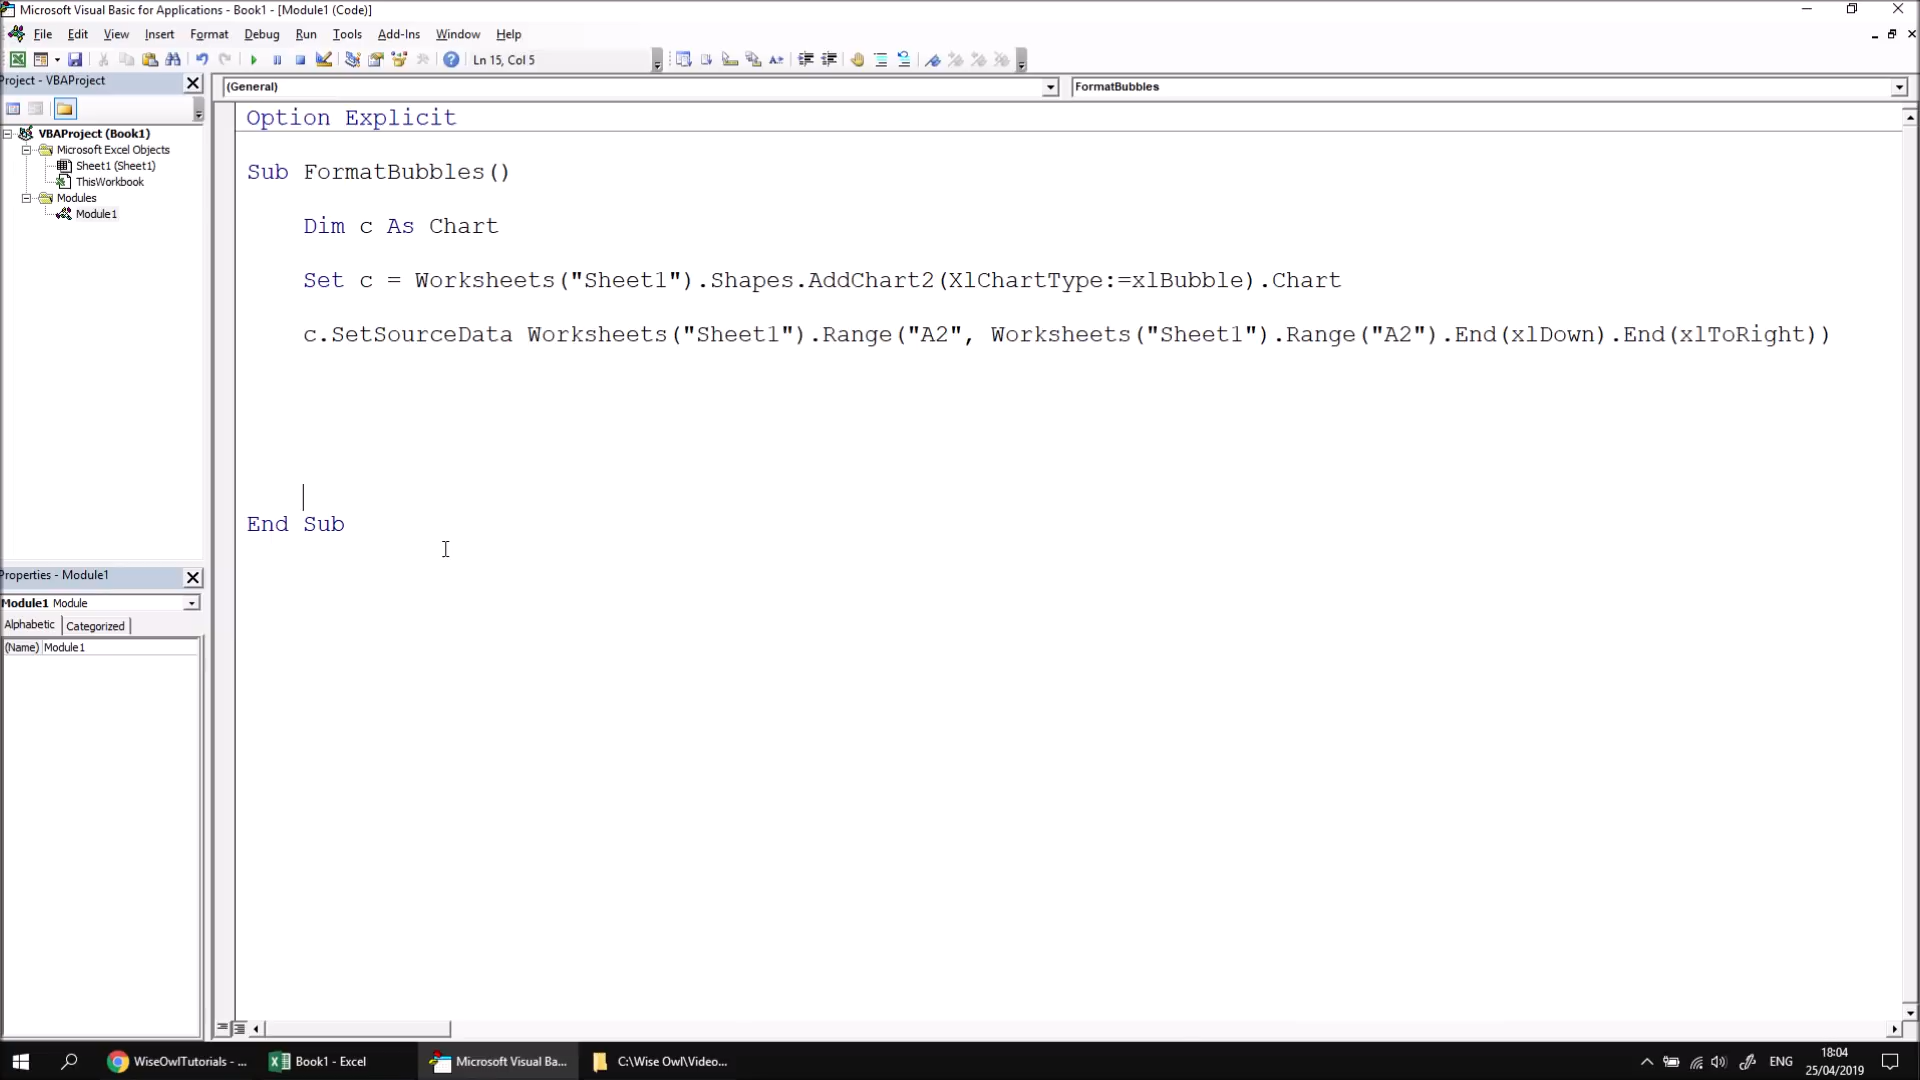 Microsoft Visual Basic for Applications - Book1 - [Module1 (Code)]
File Edit View Insert Format Debug Run Tools Add-Ins Window Help
Ln 15, Col 5
Project - VBAProject
(General)
FormatBubbles
VBAProject (Book1)
Microsoft Excel Objects
Sheet1 (Sheet1)
ThisWorkbook
Modules
Module1
Option Explicit
Sub FormatBubbles()
Dim c As Chart
Set c = Worksheets("Sheet1").Shapes.AddChart2(XlChartType:=xlBubble).Chart
c.SetSourceData Worksheets("Sheet1").Range("A2", Worksheets("Sheet1").Range("A2").End(xlDown).End(xlToRight))
End Sub
Properties - Module1
Module1 Module
Alphabetic Categorized
(Name) Module1
WiseOwlTutorials - ...
Book1 - Excel
Microsoft Visual Ba...
C:\Wise Owl\Video...
ENG
18:04
25/04/2019